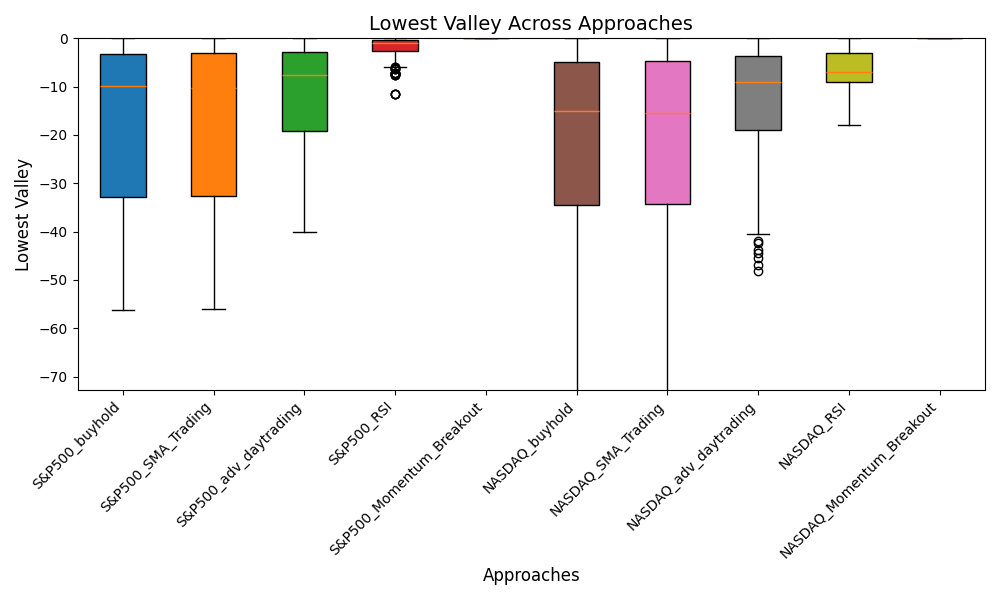 Lowest Valley Across Approaches
Lowest Valley
0
−10
−20
−30
−40
−50
−60
−70
S&P500_buyhold
S&P500_SMA_Trading
S&P500_adv_daytrading
S&P500_RSI
S&P500_Momentum_Breakout
NASDAQ_buyhold
NASDAQ_SMA_Trading
NASDAQ_adv_daytrading
NASDAQ_RSI
NASDAQ_Momentum_Breakout
Approaches